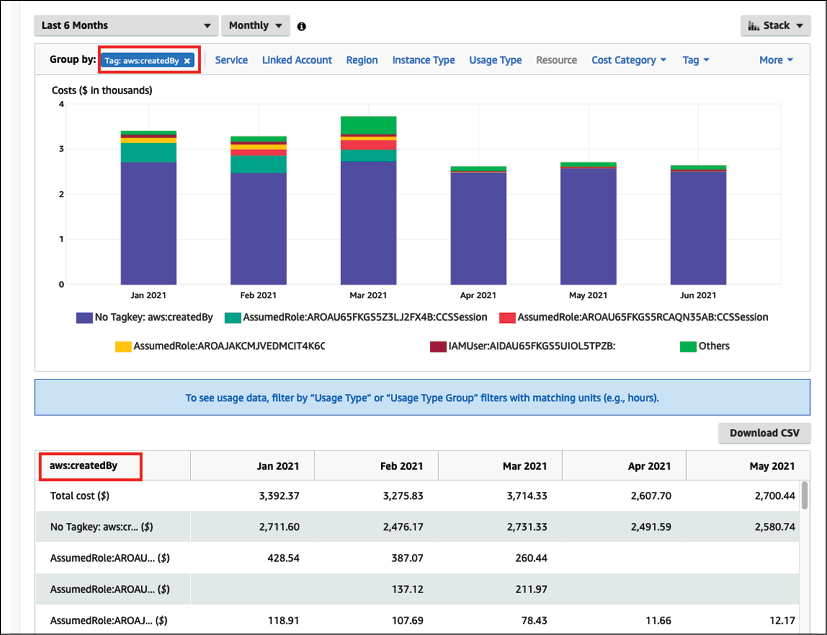 Last 6 Months Monthly Stack
Group by: Tag: aws:createdBy × Service Linked Account Region Instance Type Usage Type Resource Cost Category Tag More
Costs ($ in thousands)
4
3
2
1
0
Jan 2021 Feb 2021 Mar 2021 Apr 2021 May 2021 Jun 2021
No Tagkey: aws:createdBy AssumedRole:AROAU65FKGS5Z3LJ2FX4B:CCSSession AssumedRole:AROAU65FKGS5RCAQN35AB:CCSSession
AssumedRole:AROAJAKCMJVEDMCIT4K6C IAMUser:AIDAU65FKGS5UIOL5TPZB: Others
To see usage data, filter by "Usage Type" or "Usage Type Group" filters with matching units (e.g., hours).
Download CSV
aws:createdBy Jan 2021 Feb 2021 Mar 2021 Apr 2021 May 2021
Total cost ($) 3,392.37 3,275.83 3,714.33 2,607.70 2,700.44
No Tagkey: aws:cr... ($) 2,711.60 2,476.17 2,731.33 2,491.59 2,580.74
AssumedRole:AROAU... ($) 428.54 387.07 260.44
AssumedRole:AROAU... ($) 137.12 211.97
AssumedRole:AROAJ... ($) 118.91 107.69 78.43 11.66 12.17